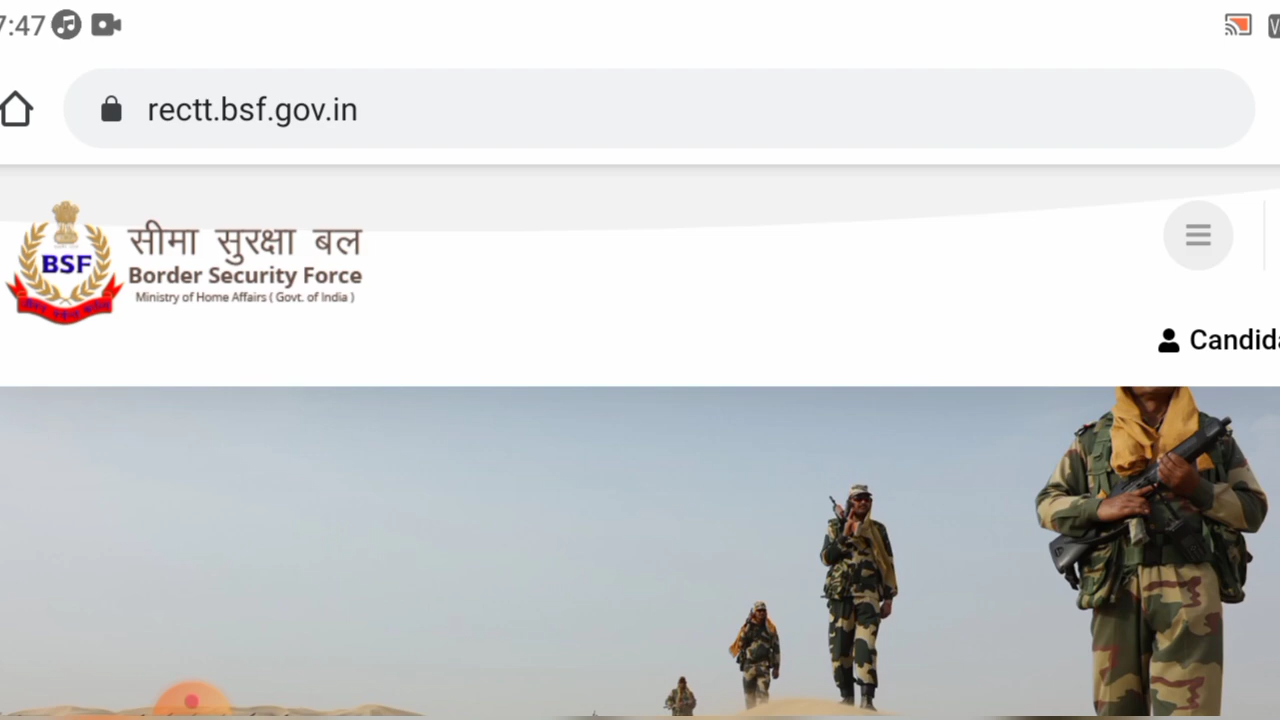 7:47
rectt.bsf.gov.in
BSF
सीमा सुरक्षा बल
Border Security Force
Ministry of Home Affairs ( Govt. of India )
Candida